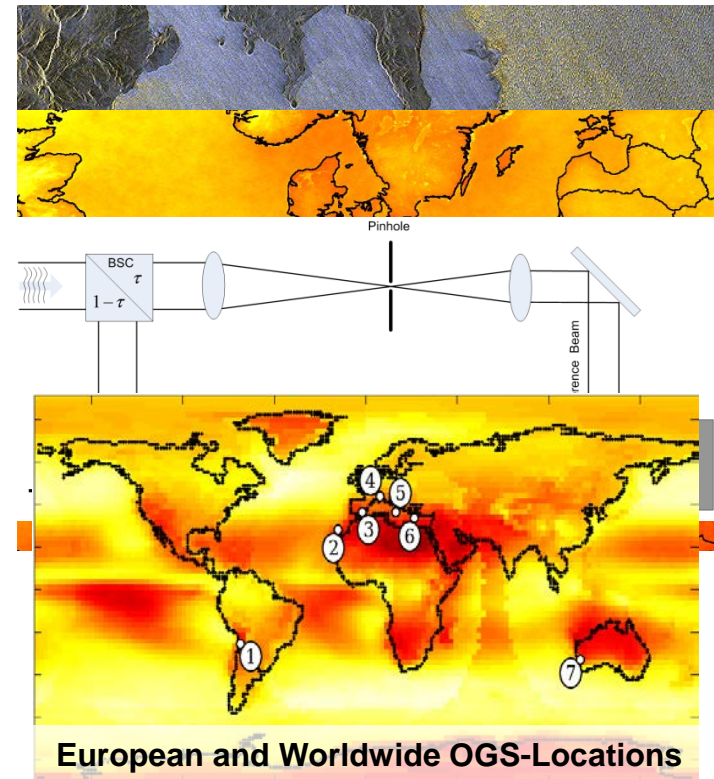 Pinhole
BSC
τ
1 − τ
rence Beam
4
5
3
6
2
1
7
European and Worldwide OGS-Locations